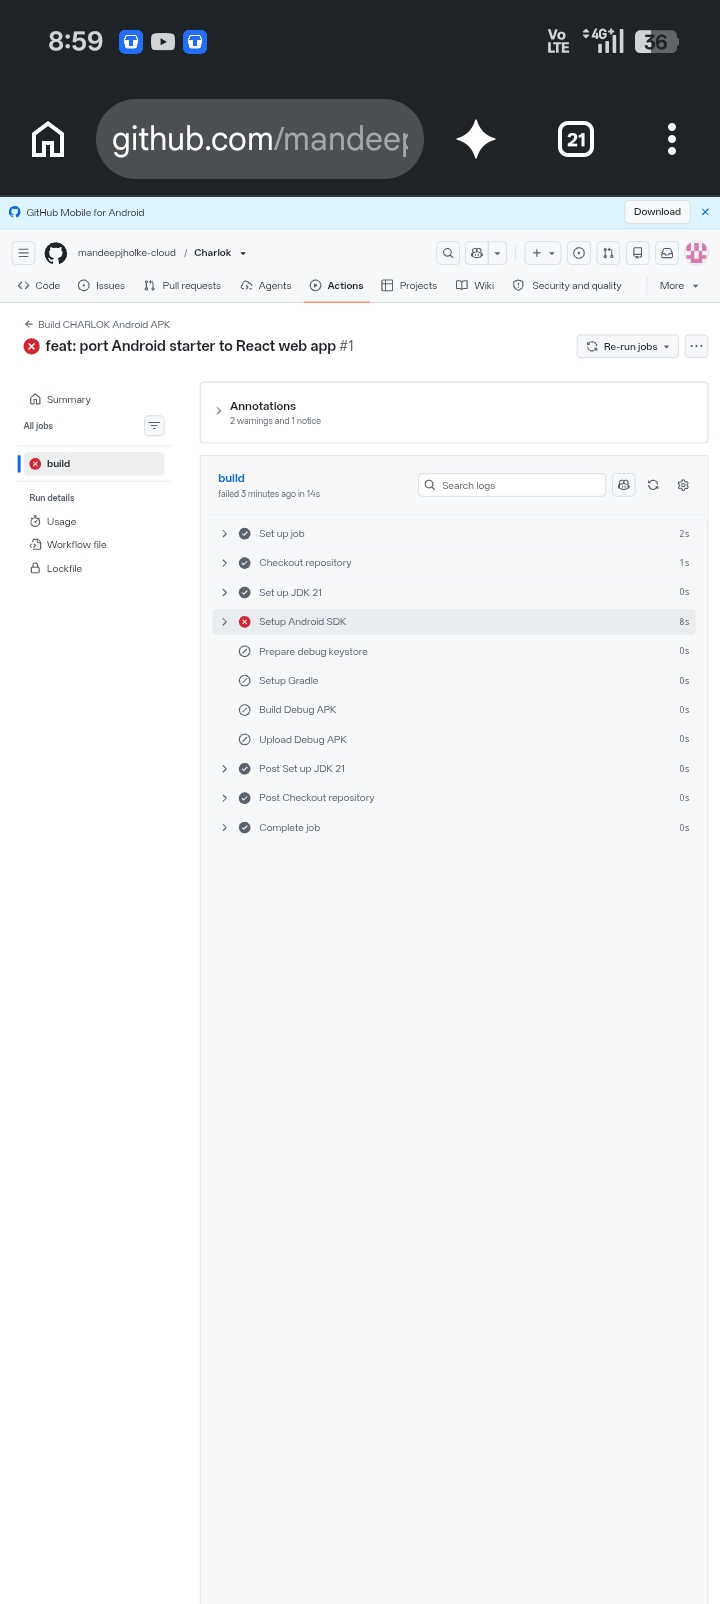 8:59
Vo LTE 4G+ 36
github.com/mandeep
21
GitHub Mobile for Android
Download
mandeepjholke-cloud / Charlok
Code Issues Pull requests Agents Actions Projects Wiki Security and quality More
Build CHARLOK Android APK
feat: port Android starter to React web app #1
Re-run jobs
Summary
All jobs
build
Run details
Usage
Workflow file
Lockfile
Annotations
2 warnings and 1 notice
build
failed 3 minutes ago in 14s
Search logs
Set up job 2s
Checkout repository 1s
Set up JDK 21 0s
Setup Android SDK 8s
Prepare debug keystore 0s
Setup Gradle 0s
Build Debug APK 0s
Upload Debug APK 0s
Post Set up JDK 21 0s
Post Checkout repository 0s
Complete job 0s